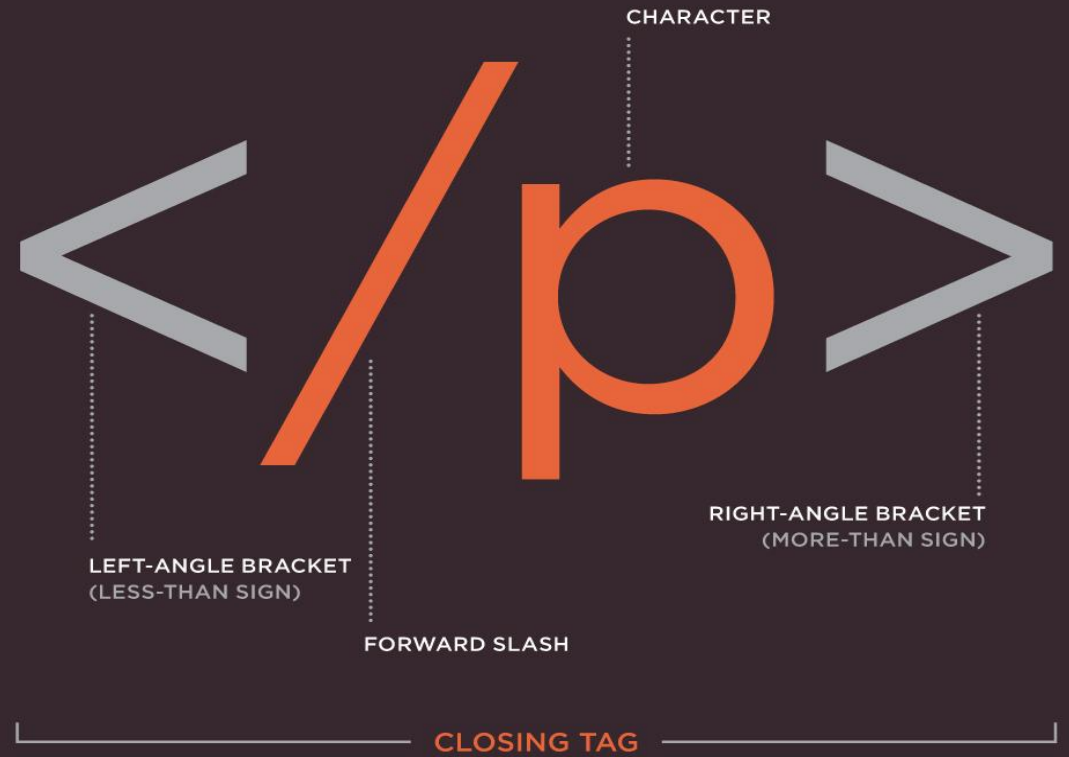 CHARACTER
</p>
RIGHT-ANGLE BRACKET
(MORE-THAN SIGN)
LEFT-ANGLE BRACKET
(LESS-THAN SIGN)
FORWARD SLASH
CLOSING TAG